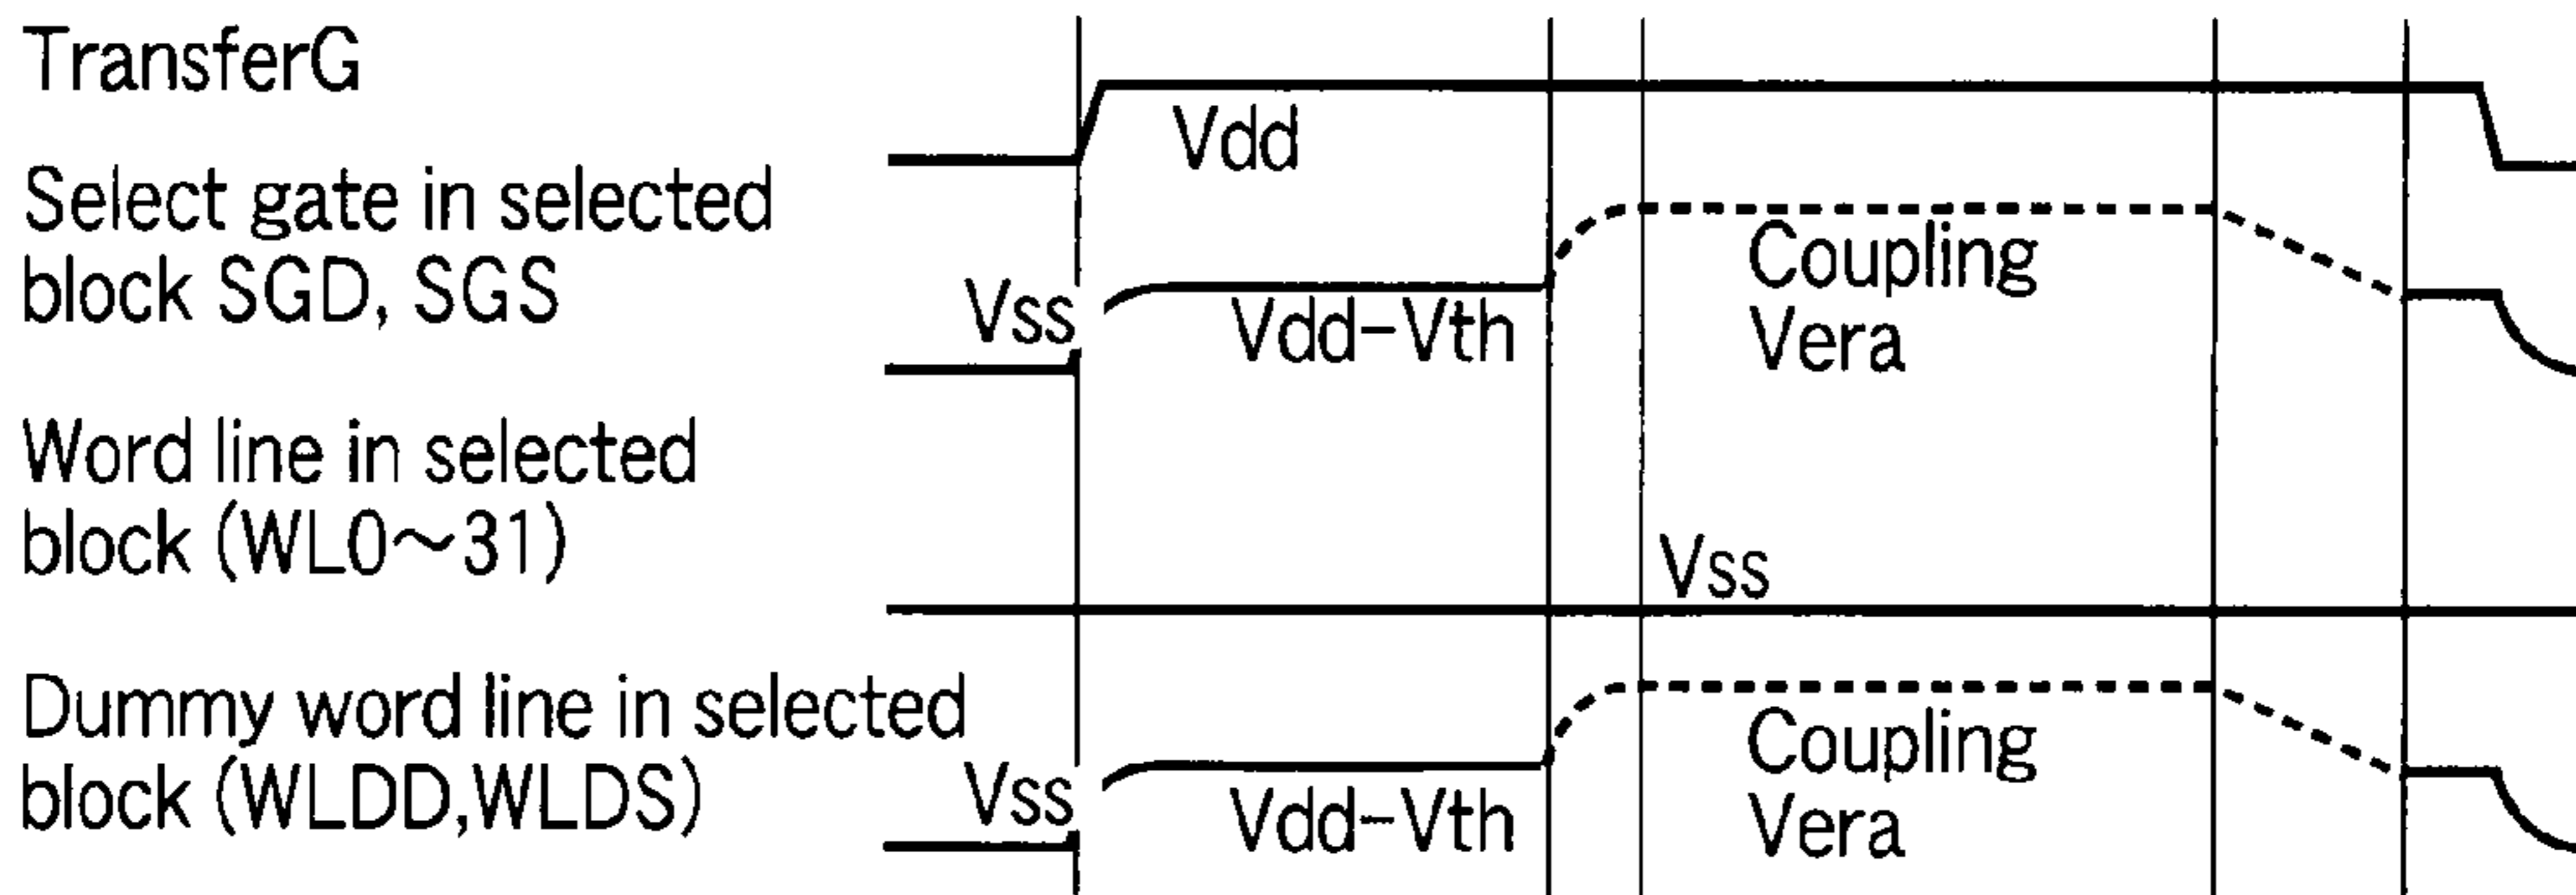 TransferG
Vdd
Select gate in selected
block SGD, SGS
Vss
Vdd-Vth
Coupling
Vera
Word line in selected
block (WL0～31)
Vss
Dummy word line in selected
block (WLDD,WLDS)
Vss
Vdd-Vth
Coupling
Vera